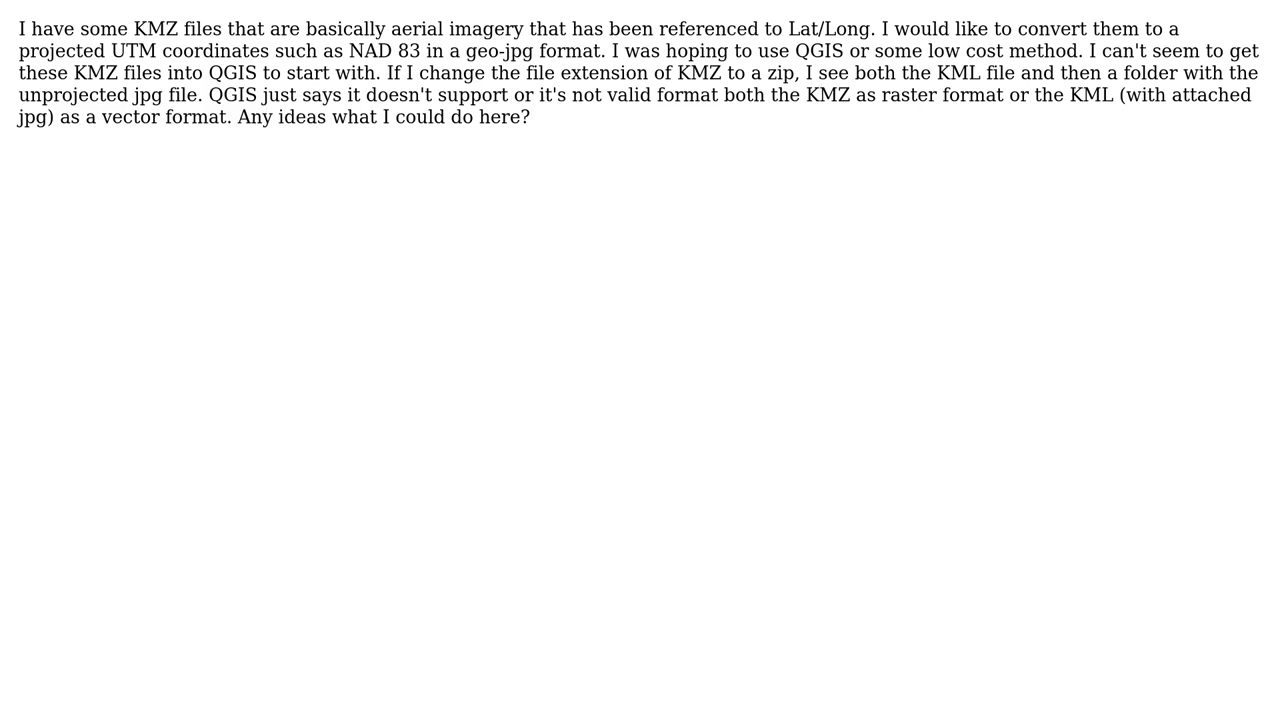 I have some KMZ files that are basically aerial imagery that has been referenced to Lat/Long. I would like to convert them to a
projected UTM coordinates such as NAD 83 in a geo-jpg format. I was hoping to use QGIS or some low cost method. I can't seem to get
these KMZ files into QGIS to start with. If I change the file extension of KMZ to a zip, I see both the KML file and then a folder with the
unprojected jpg file. QGIS just says it doesn't support or it's not valid format both the KMZ as raster format or the KML (with attached
jpg) as a vector format. Any ideas what I could do here?